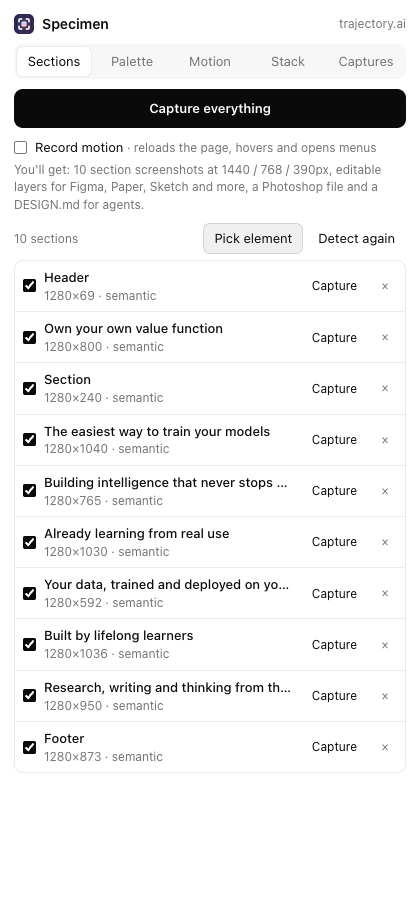 Specimen
trajectory.ai
Sections
Palette
Motion
Stack
Captures
Capture everything
Record motion · reloads the page, hovers and opens menus
You'll get: 10 section screenshots at 1440 / 768 / 390px, editable
layers for Figma, Paper, Sketch and more, a Photoshop file and a
DESIGN.md for agents.
10 sections
Pick element
Detect again
Header
1280×69 · semantic
Capture ×
Own your own value function
1280×800 · semantic
Capture ×
Section
1280×240 · semantic
Capture ×
The easiest way to train your models
1280×1040 · semantic
Capture ×
Building intelligence that never stops ...
1280×765 · semantic
Capture ×
Already learning from real use
1280×1030 · semantic
Capture ×
Your data, trained and deployed on yo...
1280×592 · semantic
Capture ×
Built by lifelong learners
1280×1036 · semantic
Capture ×
Research, writing and thinking from th...
1280×950 · semantic
Capture ×
Footer
1280×873 · semantic
Capture ×